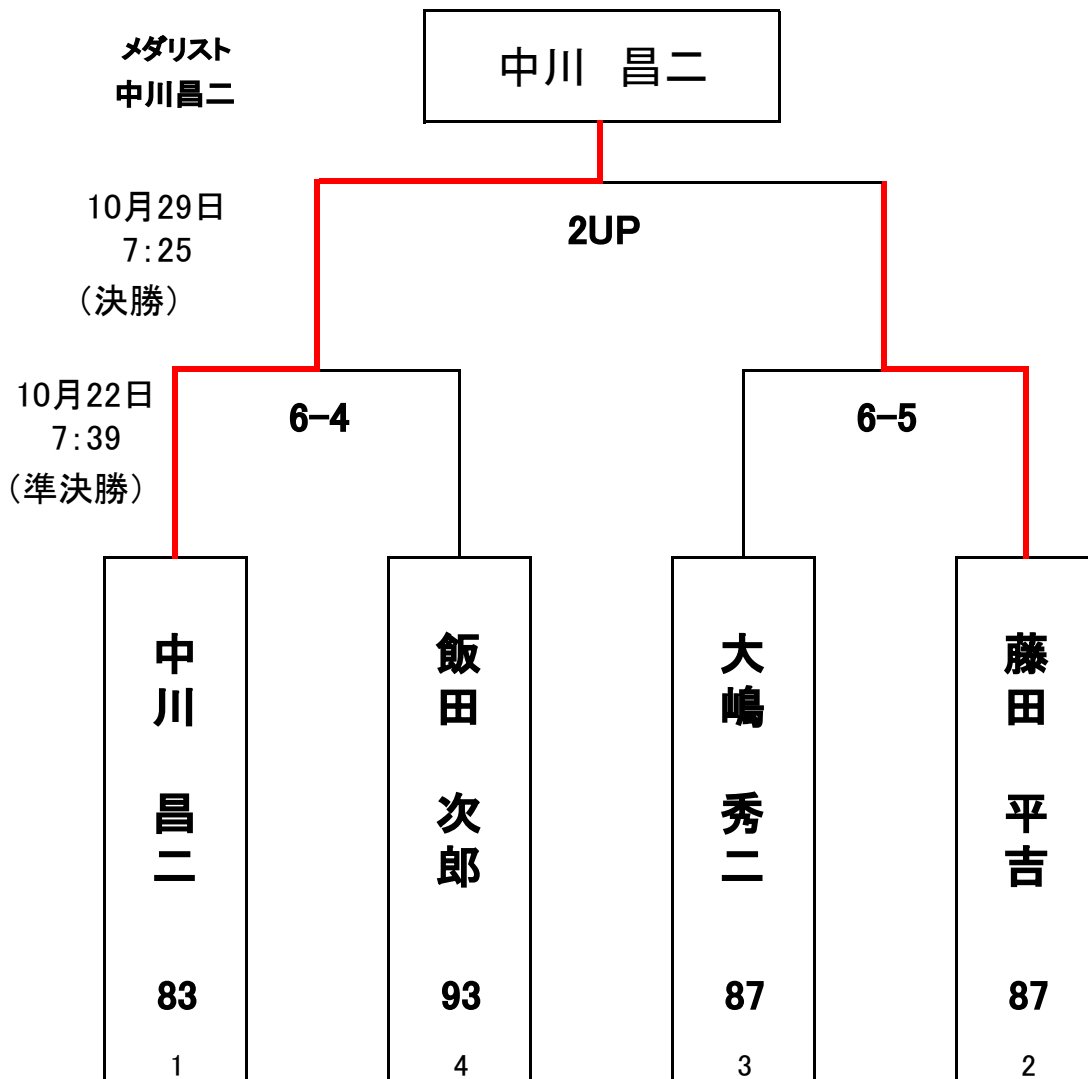 メダリスト
中川昌二
中川　昌二
10月29日
7:25
（決勝）
2UP
10月22日
7:39
（準決勝）
6-4
6-5
中川　昌二
83
1
飯田　次郎
93
4
大嶋　秀二
87
3
藤田　平吉
87
2